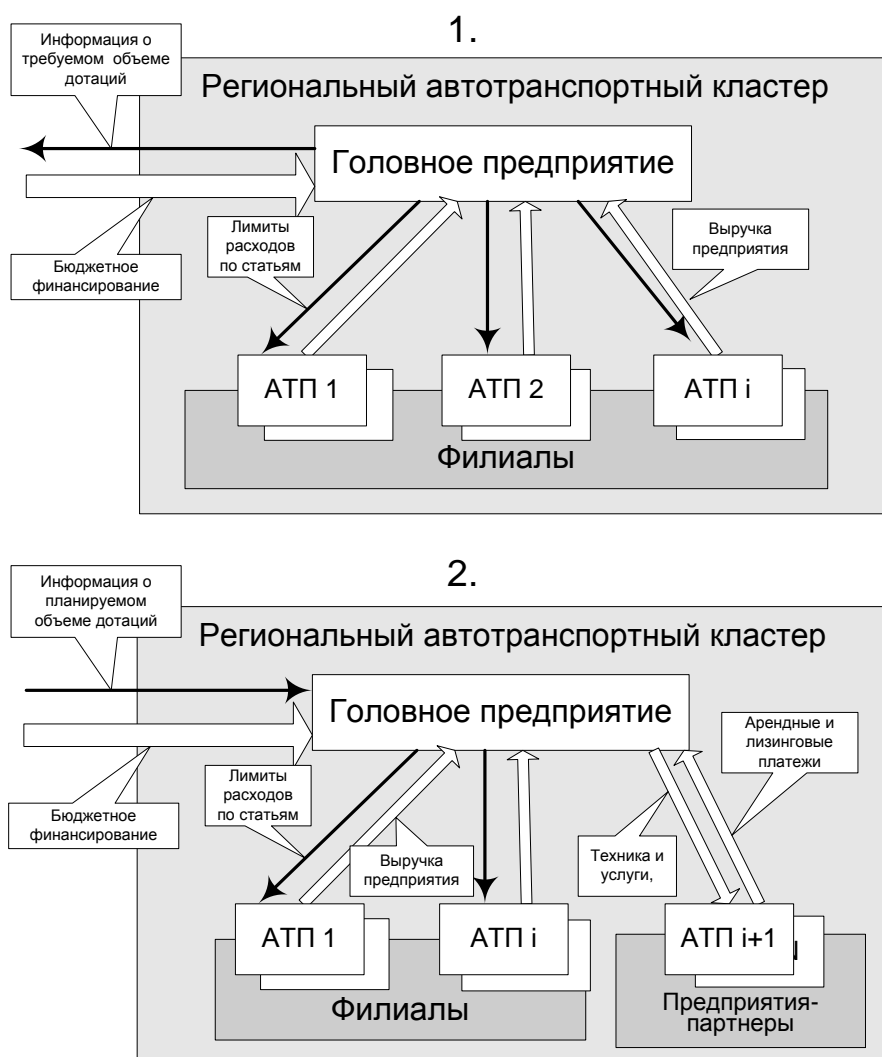 1.
Информация о
требуемом объеме
дотаций
Региональный автотранспортный кластер
Головное предприятие
Бюджетное
финансирование
Лимиты
расходов
по статьям
Выручка
предприятия
АТП 1
АТП 2
АТП i
Филиалы
2.
Информация о
планируемом
объеме дотаций
Региональный автотранспортный кластер
Головное предприятие
Бюджетное
финансирование
Лимиты
расходов
по статьям
Выручка
предприятия
Арендные и
лизинговые
платежи
Техника и
услуги,
АТП 1
АТП i
АТП i+1
Филиалы
Предприятия-
партнеры